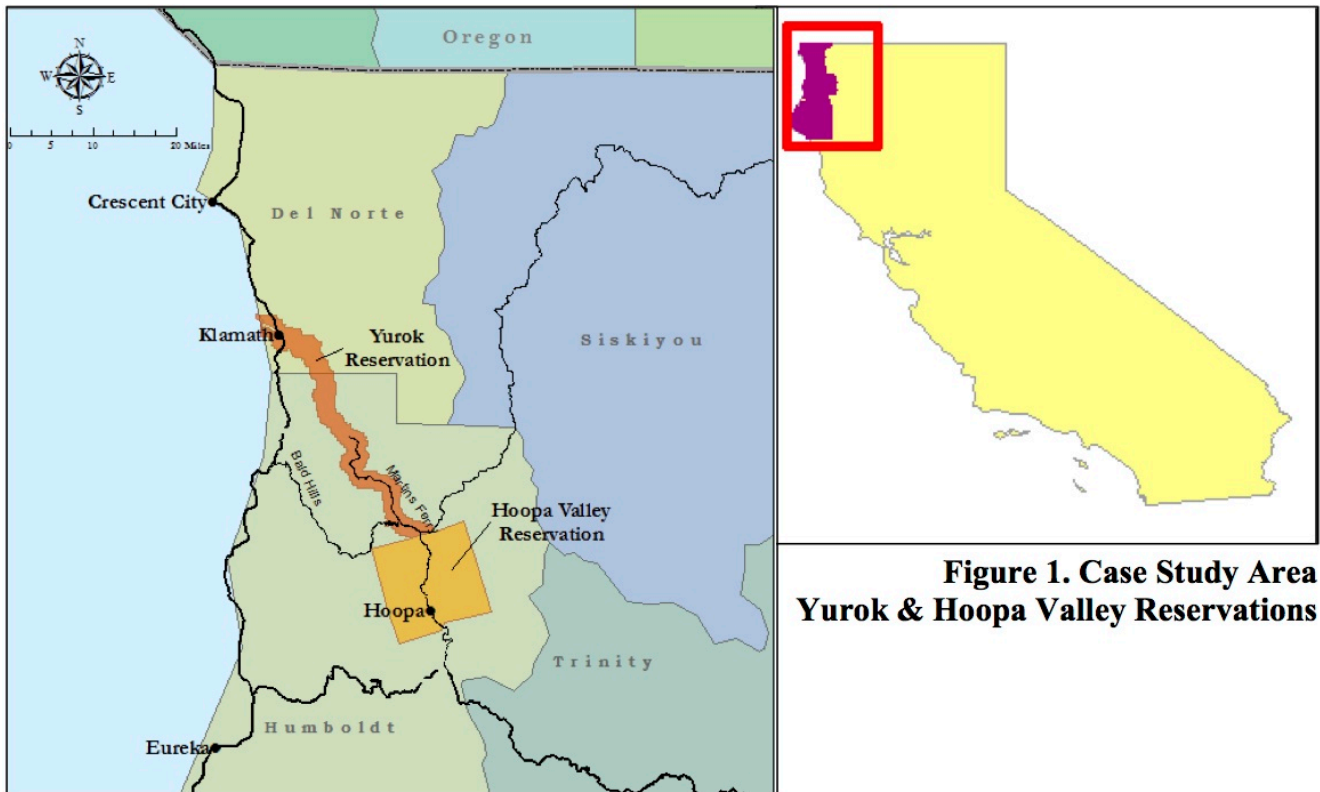 Oregon
N
W
E
S
0
5
10
20 Miles
Crescent City
Del Norte
Klamath
Yurok
Reservation
Siskiyou
Bald Hills
Martins Ferry
Hoopa Valley
Reservation
Hoopa
Trinity
Humboldt
Eureka
Figure 1. Case Study Area
Yurok & Hoopa Valley Reservations